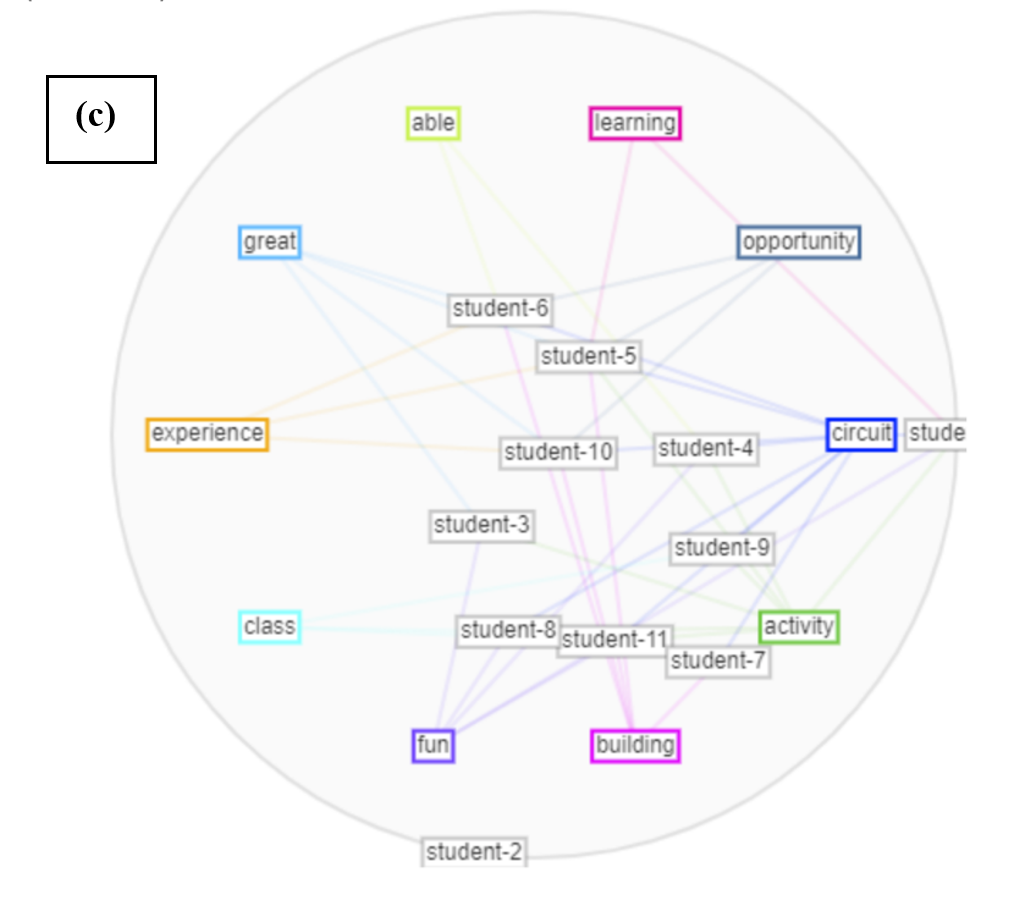 (c)
able
learning
great
opportunity
student-6
student-5
experience
circuit
stude
student-10
student-4
student-3
student-9
class
activity
student-8
student-11
student-7
fun
building
student-2